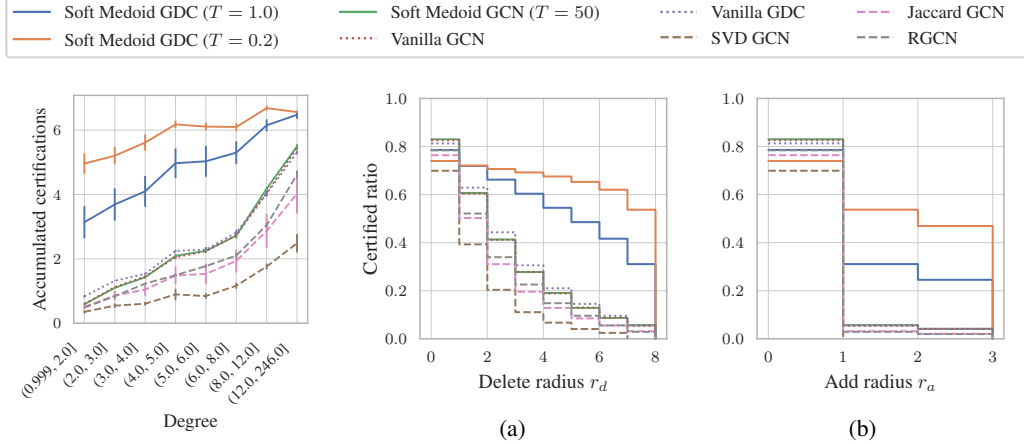 Soft Medoid GDC (T = 1.0)
Soft Medoid GDC (T = 0.2)
Soft Medoid GCN (T = 50)
Vanilla GCN
Vanilla GDC
SVD GCN
Jaccard GCN
RGCN
Accumulated certifications
6
4
2
0
(0.999, 2.0]
(2.0, 3.0]
(3.0, 4.0]
(4.0, 5.0]
(5.0, 6.0]
(6.0, 8.0]
(8.0, 12.0]
(12.0, 246.0]
Degree
Certified ratio
1.0
0.8
0.6
0.4
0.2
0.0
0 2 4 6 8
Delete radius r_d
(a)
1.0
0.8
0.6
0.4
0.2
0.0
0 1 2 3
Add radius r_a
(b)